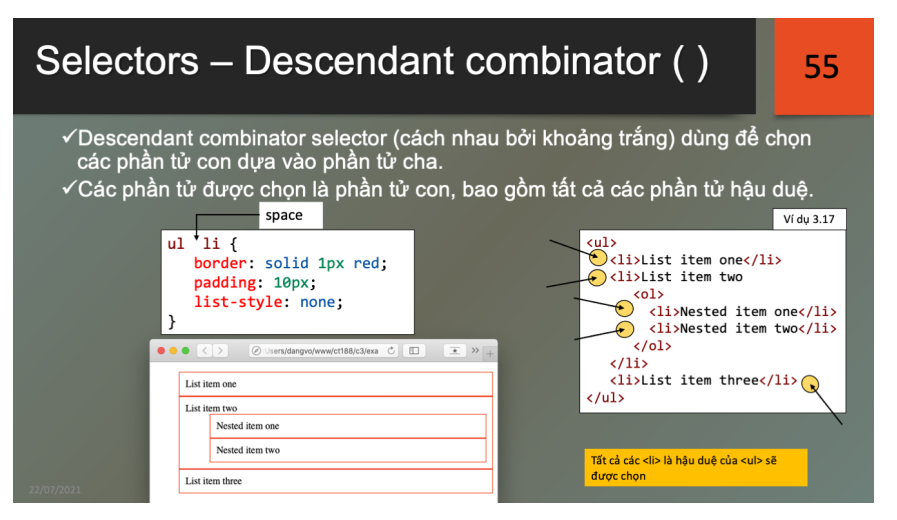 Selectors – Descendant combinator ( )
55
✓Descendant combinator selector (cách nhau bởi khoảng trắng) dùng để chọn
các phần tử con dựa vào phần tử cha.
✓Các phần tử được chọn là phần tử con, bao gồm tất cả các phần tử hậu duệ.
space
ul li {
border: solid 1px red;
padding: 10px;
list-style: none;
}
Ví dụ 3.17
<ul>
<li>List item one</li>
<li>List item two
<ol>
<li>Nested item one</li>
<li>Nested item two</li>
</ol>
</li>
<li>List item three</li>
</ul>
sers/dangvo/www/ct188/c3/exa
List item one
List item two
Nested item one
Nested item two
List item three
Tất cả các <li> là hậu duệ của <ul> sẽ
được chọn
22/07/2021